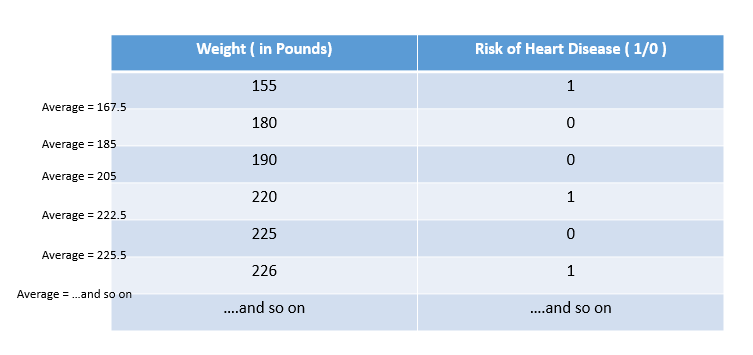 Weight ( in Pounds) Risk of Heart Disease ( 1/0 )
155 1
Average = 167.5
180 0
Average = 185
190 0
Average = 205
220 1
Average = 222.5
225 0
Average = 225.5
226 1
Average = ...and so on
....and so on ....and so on